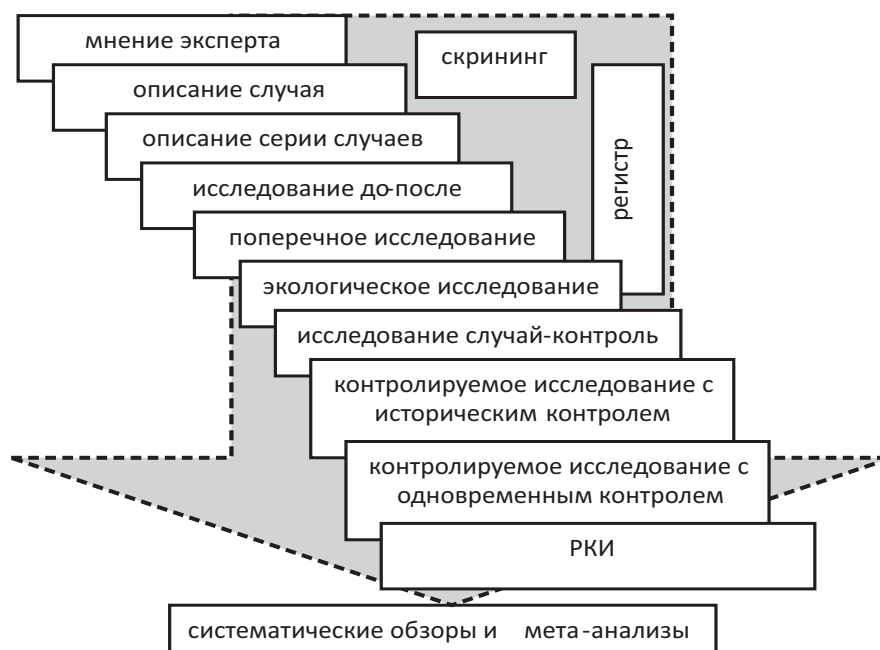 мнение эксперта
скрининг
описание случая
описание серии случаев
исследование до-после
регистр
поперечное исследование
экологическое исследование
исследование случай-контроль
контролируемое исследование с
историческим контролем
контролируемое исследование с
одновременным контролем
РКИ
систематические обзоры и мета-анализы